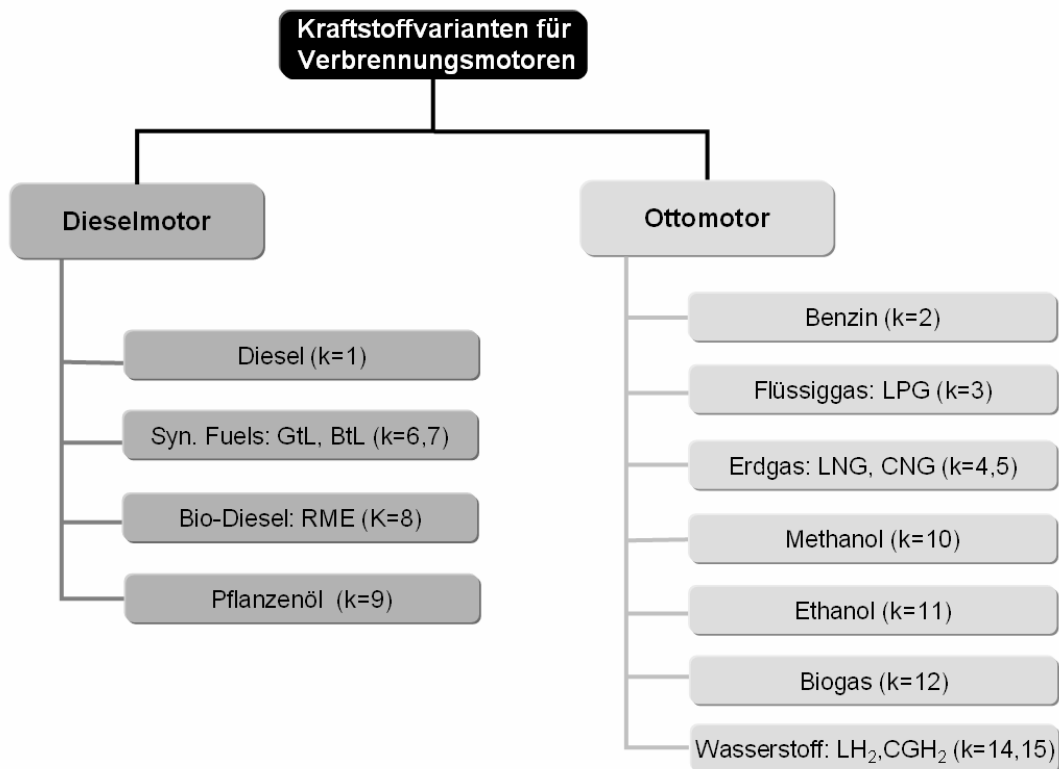 Kraftstoffvarianten für
Verbrennungsmotoren
Dieselmotor
Diesel (k=1)
Syn. Fuels: GtL, BtL (k=6,7)
Bio-Diesel: RME (K=8)
Pflanzenöl (k=9)
Ottomotor
Benzin (k=2)
Flüssiggas: LPG (k=3)
Erdgas: LNG, CNG (k=4,5)
Methanol (k=10)
Ethanol (k=11)
Biogas (k=12)
Wasserstoff: LH₂,CGH₂ (k=14,15)